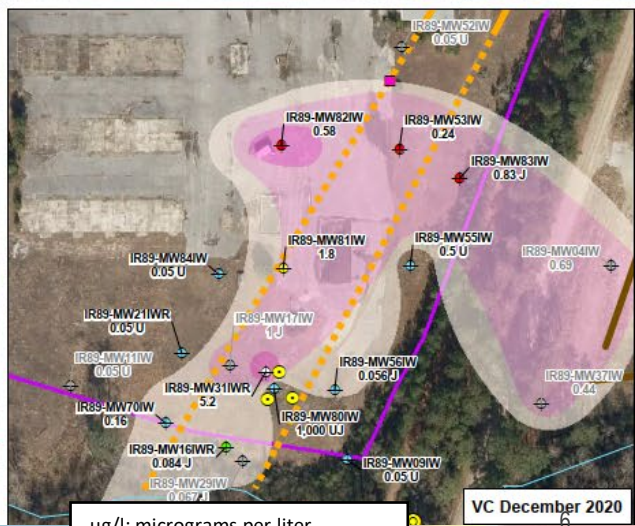 IR89-MW52IW
0.05 U
IR89-MW82IW
0.58
IR89-MW53IW
0.24
IR89-MW83IW
0.83 J
IR89-MW84IW
0.05 U
IR89-MW81IW
1.8
IR89-MW55IW
0.5 U
IR89-MW04IW
0.69
IR89-MW21IWR
0.05 U
IR89-MW17IW
1 J
IR89-MW11IW
0.05 U
IR89-MW31IWR
5.2
IR89-MW56IW
0.056 J
IR89-MW37IW
0.44
IR89-MW70IW
0.16
IR89-MW80IW
1,000 UJ
IR89-MW16IWR
0.084 J
IR89-MW09IW
0.05 U
IR89-MW29IW
0.067 J
VC December 2020
6
ug/l: micrograms per liter